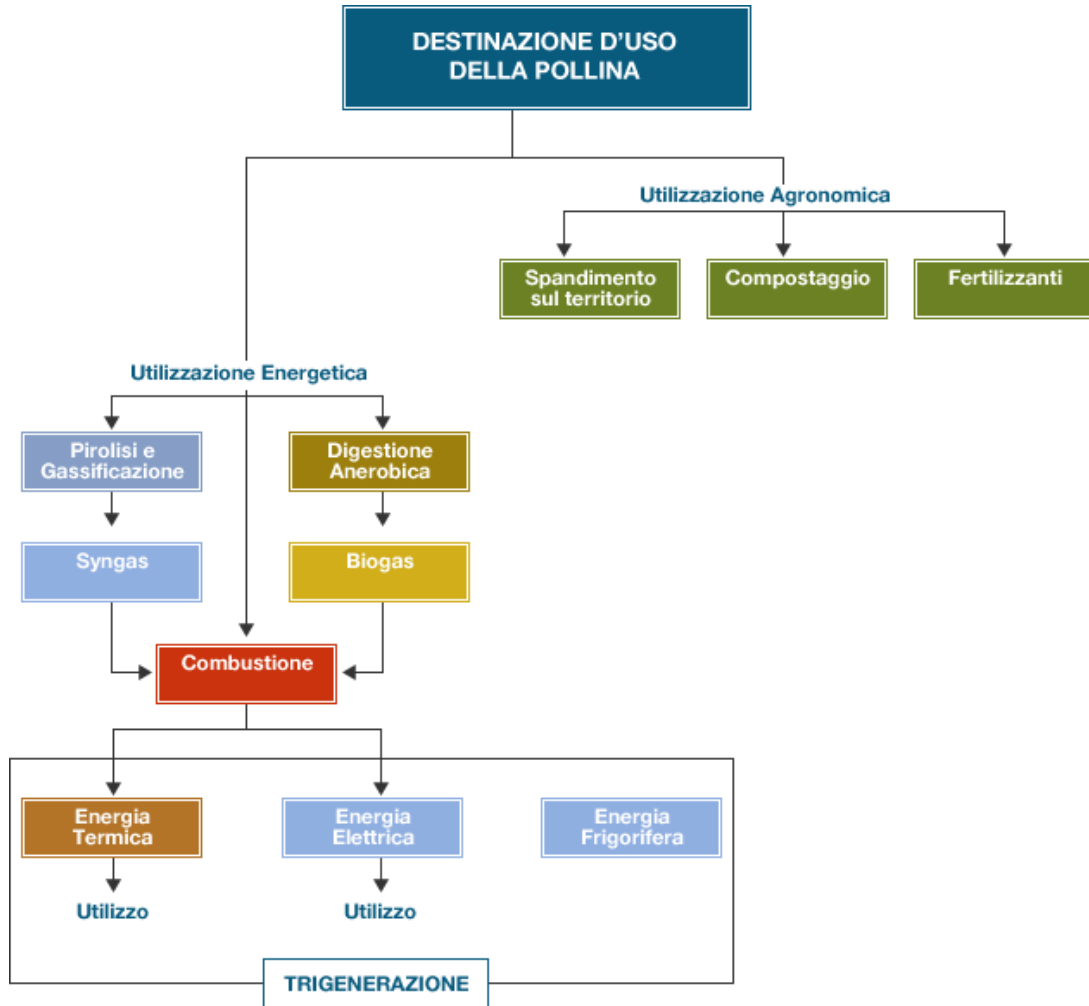 DESTINAZIONE D'USO
DELLA POLLINA
Utilizzazione Agronomica
Spandimento
sul territorio
Compostaggio
Fertilizzanti
Utilizzazione Energetica
Pirolisi e
Gassificazione
Digestione
Anerobica
Syngas
Biogas
Combustione
Energia
Termica
Energia
Elettrica
Energia
Frigorifera
Utilizzo
Utilizzo
TRIGENERAZIONE